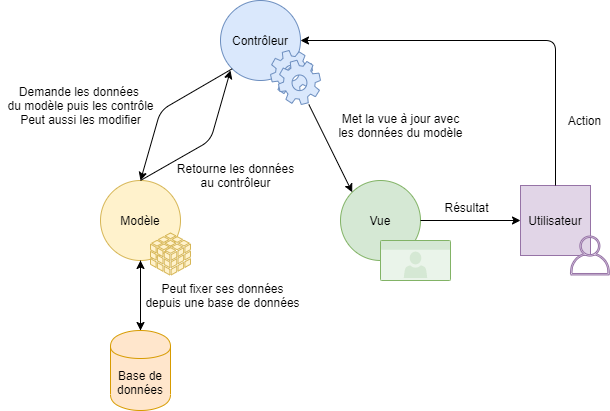 Contrôleur
Demande les données
du modèle puis les contrôle
Peut aussi les modifier
Met la vue à jour avec
les données du modèle
Action
Retourne les données
au contrôleur
Modèle
Vue
Résultat
Utilisateur
Peut fixer ses données
depuis une base de données
Base de
données